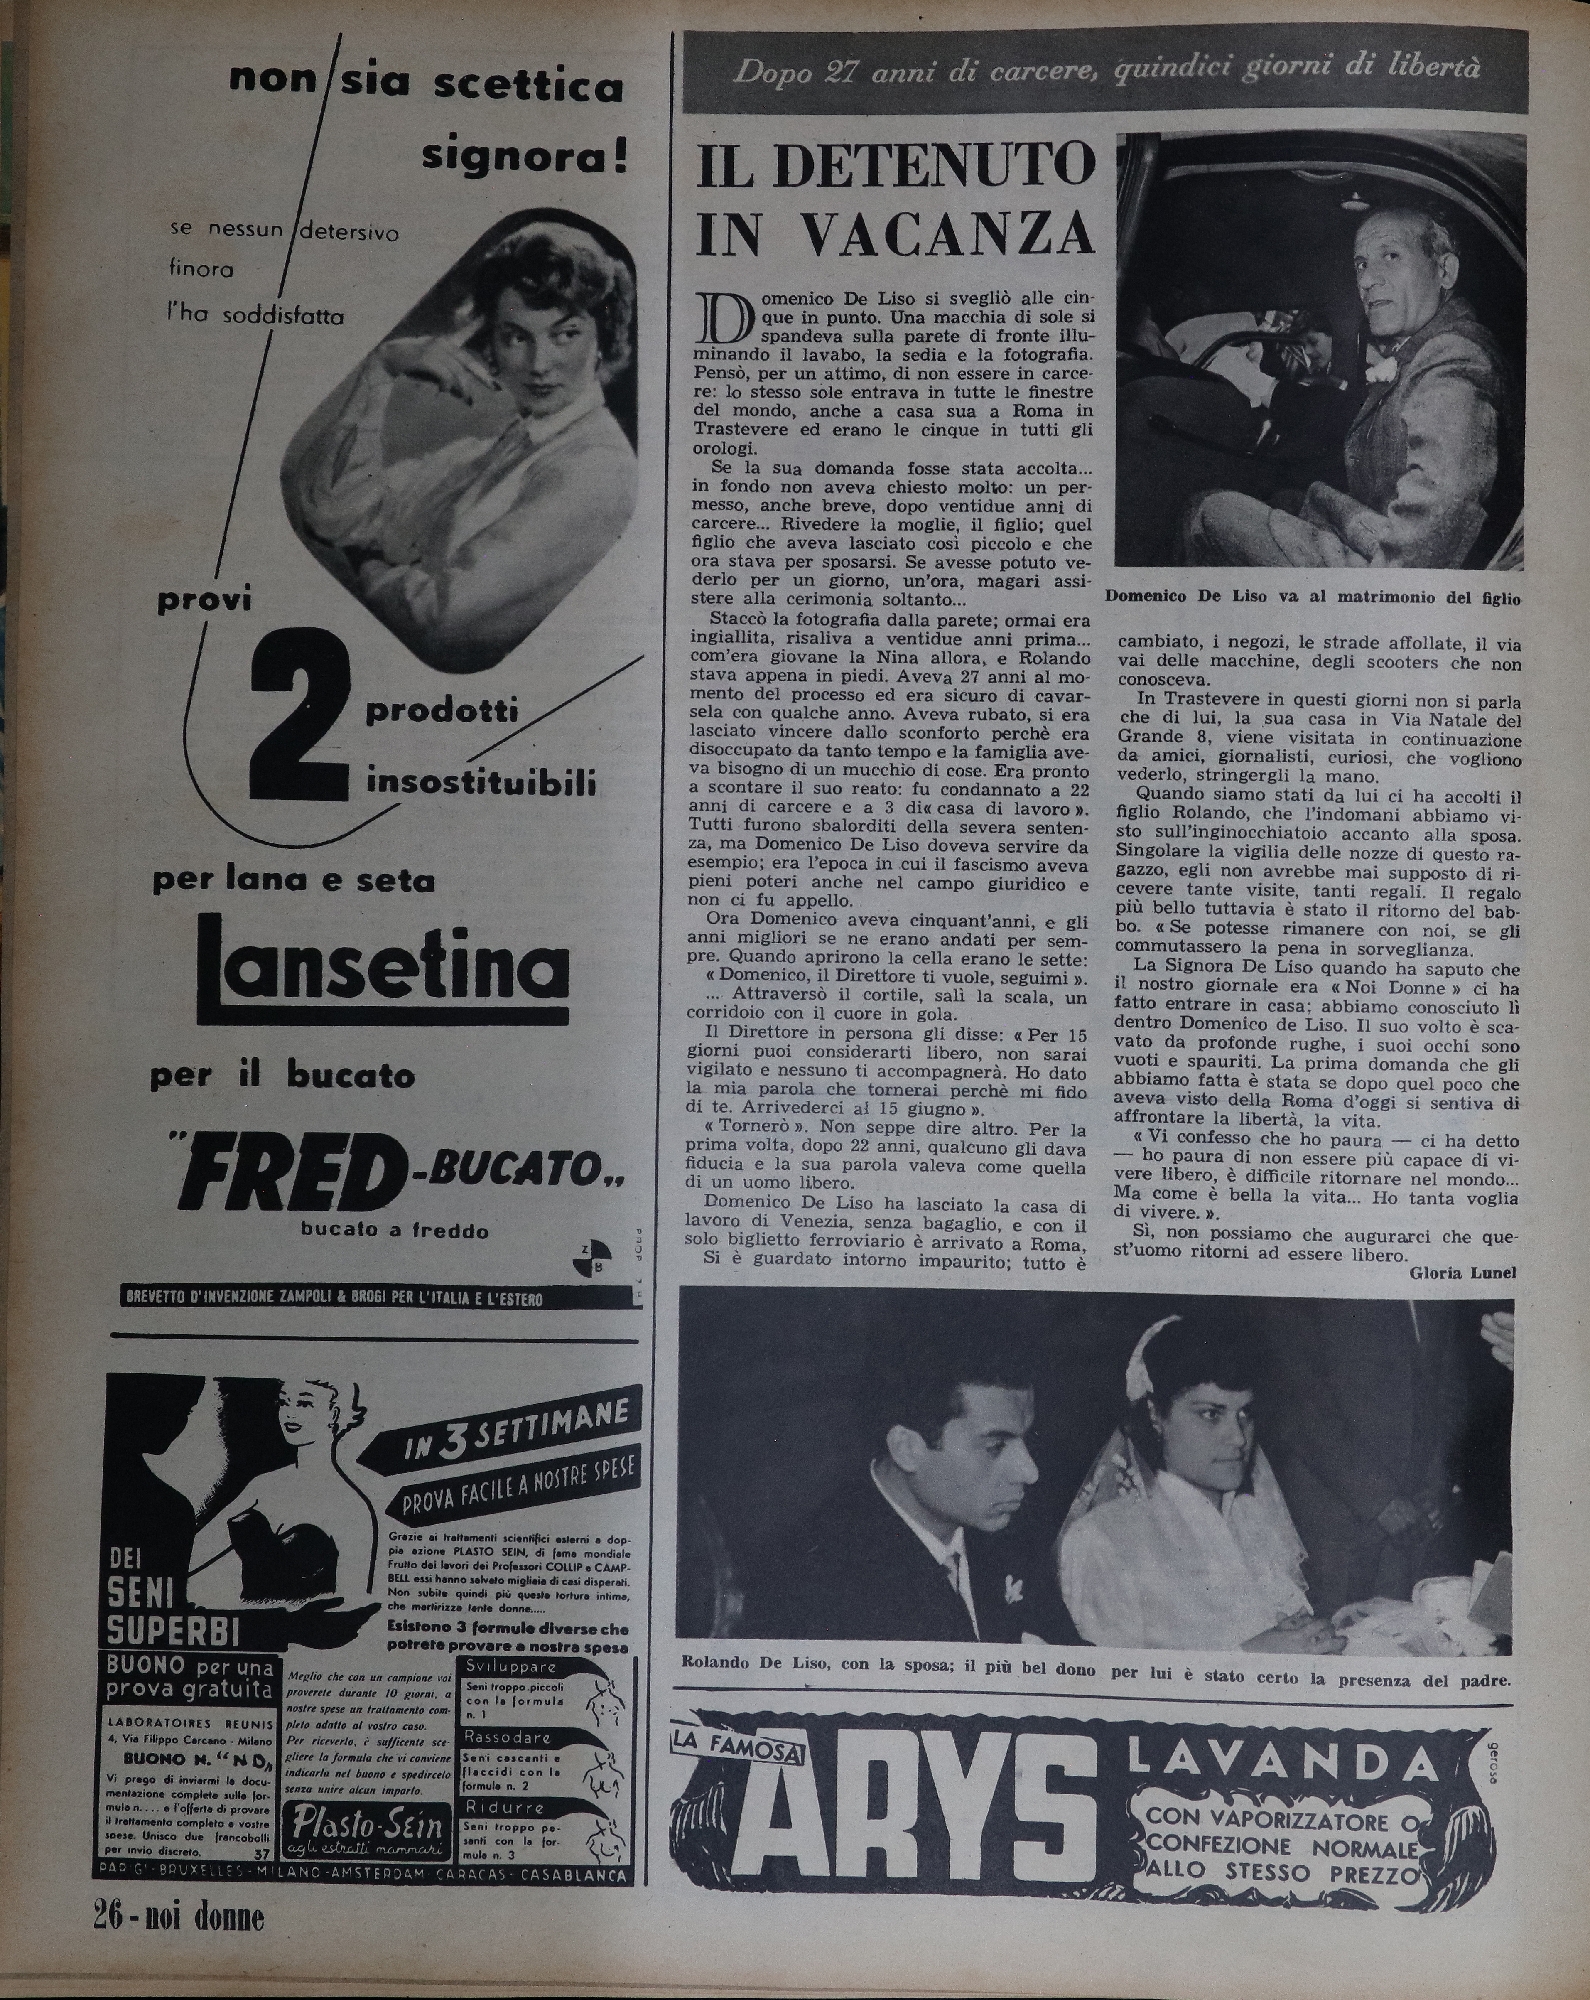 non sia scettica
signora!
se nessun detersivo
finora
l'ha soddisfatta
provi
2
prodotti
insostituibili
per lana e seta
Lansetina
per il bucato
"FRED-BUCATO„
bucato a freddo
Z
B
BREVETTO D'INVENZIONE ZAMPOLI & BROGI PER L'ITALIA E L'ESTERO
IN 3 SETTIMANE
PROVA FACILE A NOSTRE SPESE
DEI
SENI
SUPERBI
Grazie ai trattamenti scientifici esterni a dop-
pia azione PLASTO SEIN, di fama mondiale
Frutto dei lavori dei Professori COLLIP e CAMP-
BELL essi hanno salvato migliaia di casi disperati.
Non subite quindi più questa tortura intima,
che martirizza tante donne.....
Esistono 3 formule diverse che
potrete provare a nostra spesa
BUONO per una
prova gratuita
LABORATOIRES REUNIS
4, Via Filippo Carcano - Milano
BUONO N. "ND„
Vi prego di inviarmi la docu-
mentazione completa sulla for-
mula n..... e l'offerta di provare
il trattamento completo a vostre
spese. Unisco due francobolli
per invio discreto. 37
Meglio che con un campione voi
proverete durante 10 giorni, a
nostre spese un trattamento com-
pleto adatto al vostro caso.
Per riceverlo, è sufficente sce-
gliere la formula che vi conviene
indicarla nel buono e spedircelo
senza unire alcun importo.
Plasto-Sein
agli estratti mammari
Sviluppare
Seni troppo piccoli
con la formula
n. 1
Rassodare
Seni cascanti e
flaccidi con la
formula n. 2
Ridurre
Seni troppo pe-
santi con la for-
mula n. 3
PARIGI-BRUXELLES-MILANO-AMSTERDAM CARACAS-CASABLANCA
26 - noi donne
Dopo 27 anni di carcere, quindici giorni di libertà
IL DETENUTO
IN VACANZA
Domenico De Liso si svegliò alle cin-
que in punto. Una macchia di sole si
spandeva sulla parete di fronte illu-
minando il lavabo, la sedia e la fotografia.
Pensò, per un attimo, di non essere in carce-
re: lo stesso sole entrava in tutte le finestre
del mondo, anche a casa sua a Roma in
Trastevere ed erano le cinque in tutti gli
orologi.
Se la sua domanda fosse stata accolta...
in fondo non aveva chiesto molto: un per-
messo, anche breve, dopo ventidue anni di
carcere... Rivedere la moglie, il figlio; quel
figlio che aveva lasciato così piccolo e che
ora stava per sposarsi. Se avesse potuto ve-
derlo per un giorno, un'ora, magari assi-
stere alla cerimonia soltanto...
Staccò la fotografia dalla parete; ormai era
ingiallita, risaliva a ventidue anni prima...
com'era giovane la Nina allora, e Rolando
stava appena in piedi. Aveva 27 anni al mo-
mento del processo ed era sicuro di cavar-
sela con qualche anno. Aveva rubato, si era
lasciato vincere dallo sconforto perchè era
disoccupato da tanto tempo e la famiglia ave-
va bisogno di un mucchio di cose. Era pronto
a scontare il suo reato: fu condannato a 22
anni di carcere e a 3 di« casa di lavoro ».
Tutti furono sbalorditi della severa senten-
za, ma Domenico De Liso doveva servire da
esempio; era l'epoca in cui il fascismo aveva
pieni poteri anche nel campo giuridico e
non ci fu appello.
Ora Domenico aveva cinquant'anni, e gli
anni migliori se ne erano andati per sem-
pre. Quando aprirono la cella erano le sette:
« Domenico, il Direttore ti vuole, seguimi ».
... Attraversò il cortile, salì la scala, un
corridoio con il cuore in gola.
Il Direttore in persona gli disse: « Per 15
giorni puoi considerarti libero, non sarai
vigilato e nessuno ti accompagnerà. Ho dato
la mia parola che tornerai perchè mi fido
di te. Arrivederci al 15 giugno ».
« Tornerò ». Non seppe dire altro. Per la
prima volta, dopo 22 anni, qualcuno gli dava
fiducia e la sua parola valeva come quella
di un uomo libero.
Domenico De Liso ha lasciato la casa di
lavoro di Venezia, senza bagaglio, e con il
solo biglietto ferroviario è arrivato a Roma,
Si è guardato intorno impaurito; tutto è
Domenico De Liso va al matrimonio del figlio
cambiato, i negozi, le strade affollate, il via
vai delle macchine, degli scooters che non
conosceva.
In Trastevere in questi giorni non si parla
che di lui, la sua casa in Via Natale del
Grande 8, viene visitata in continuazione
da amici, giornalisti, curiosi, che vogliono
vederlo, stringergli la mano.
Quando siamo stati da lui ci ha accolti il
figlio Rolando, che l'indomani abbiamo vi-
sto sull'inginocchiatoio accanto alla sposa.
Singolare la vigilia delle nozze di questo ra-
gazzo, egli non avrebbe mai supposto di ri-
cevere tante visite, tanti regali. Il regalo
più bello tuttavia è stato il ritorno del bab-
bo. « Se potesse rimanere con noi, se gli
commutassero la pena in sorveglianza.
La Signora De Liso quando ha saputo che
il nostro giornale era « Noi Donne » ci ha
fatto entrare in casa; abbiamo conosciuto lì
dentro Domenico de Liso. Il suo volto è sca-
vato da profonde rughe, i suoi occhi sono
vuoti e spauriti. La prima domanda che gli
abbiamo fatta è stata se dopo quel poco che
aveva visto della Roma d'oggi si sentiva di
affrontare la libertà, la vita.
« Vi confesso che ho paura — ci ha detto
— ho paura di non essere più capace di vi-
vere libero, è difficile ritornare nel mondo...
Ma come è bella la vita... Ho tanta voglia
di vivere. ».
Sì, non possiamo che augurarci che que-
st'uomo ritorni ad essere libero.
Gloria Lunel
Rolando De Liso, con la sposa; il più bel dono per lui è stato certo la presenza del padre.
LA FAMOSA
ARYS
LAVANDA
CON VAPORIZZATORE O
CONFEZIONE NORMALE
ALLO STESSO PREZZO
gerosa